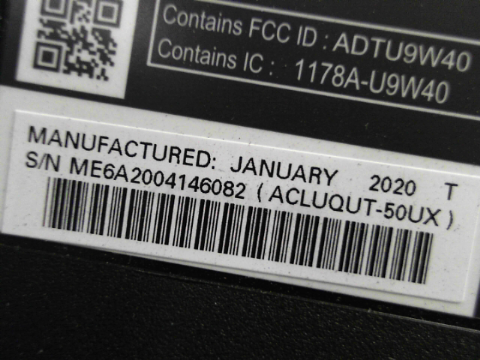 Contains FCC ID : ADTU9W40
Contains IC : 1178A-U9W40
MANUFACTURED: JANUARY 2020 T
S/N ME6A2004146082 ( ACLUQUT-50UX )